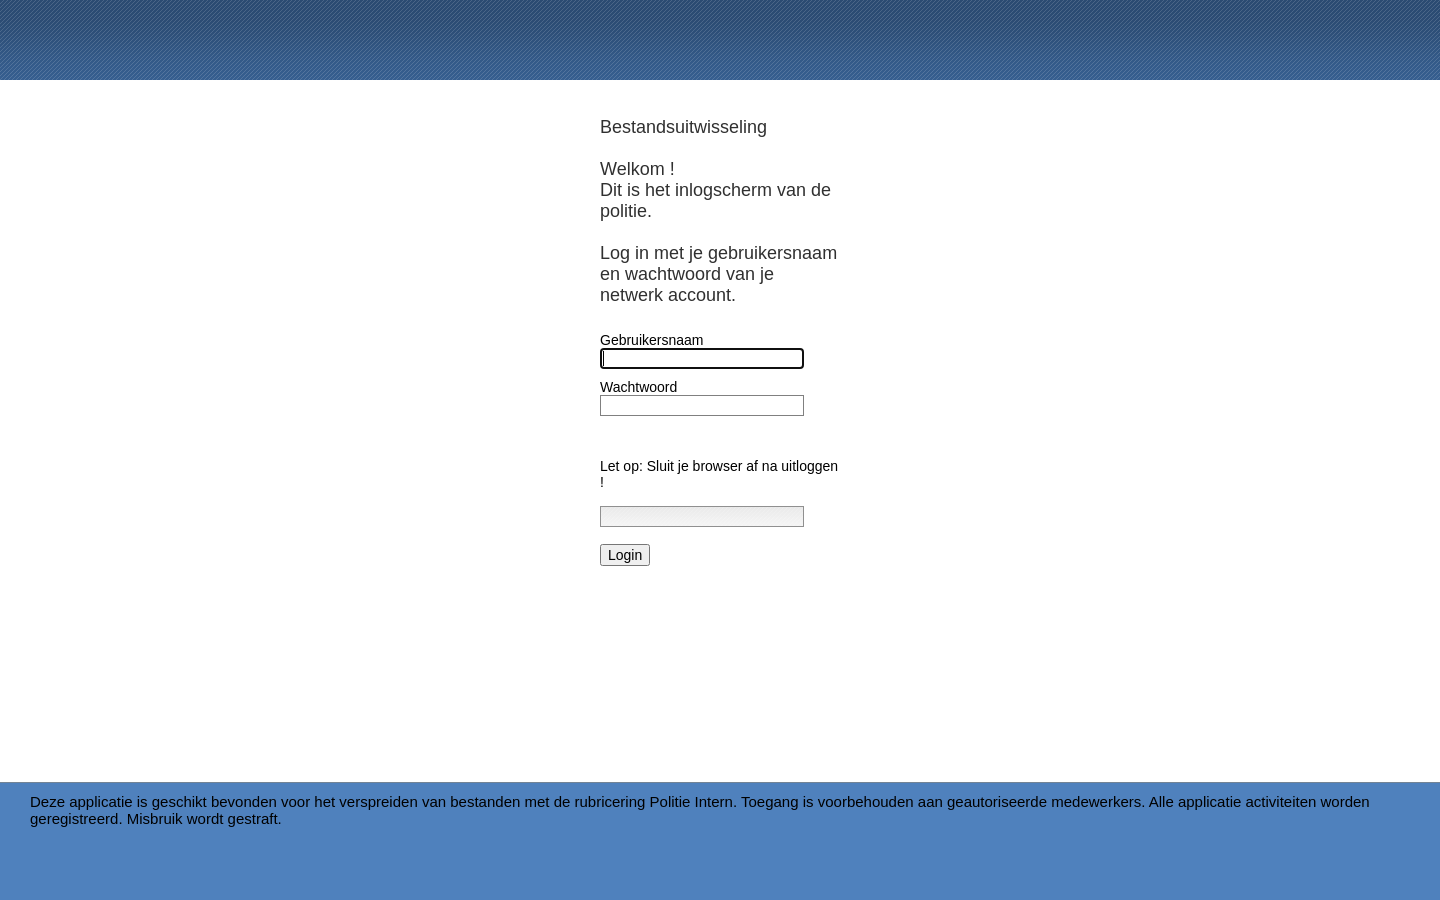 Bestandsuitwisseling
Welkom !
Dit is het inlogscherm van de
politie.
Log in met je gebruikersnaam
en wachtwoord van je
netwerk account.
Gebruikersnaam
Wachtwoord
Let op: Sluit je browser af na uitloggen
!
Login
Deze applicatie is geschikt bevonden voor het verspreiden van bestanden met de rubricering Politie Intern. Toegang is voorbehouden aan geautoriseerde medewerkers. Alle applicatie activiteiten worden
geregistreerd. Misbruik wordt gestraft.